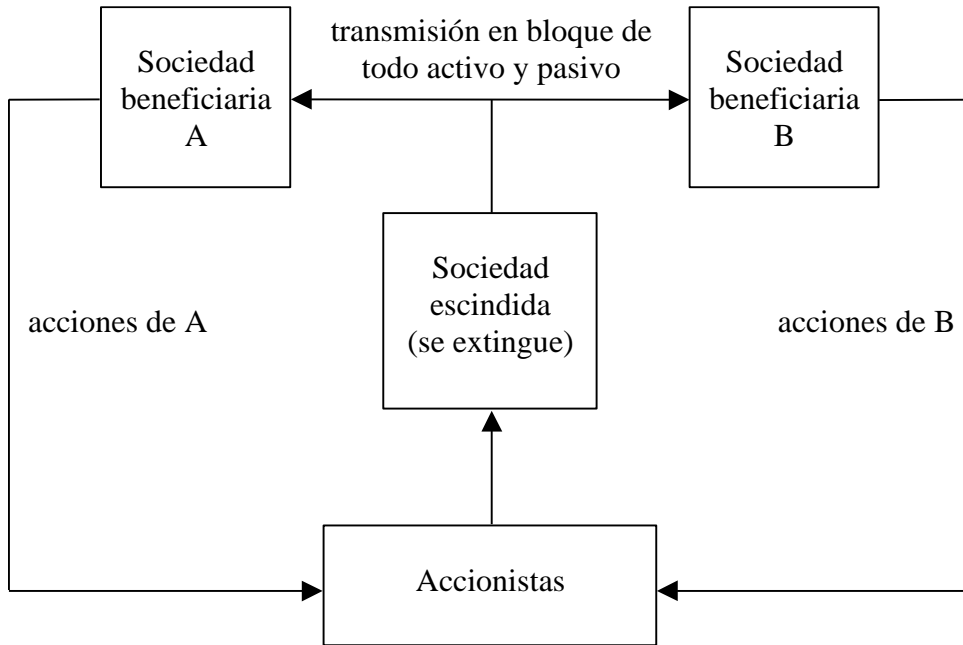 Sociedad
beneficiaria
A
transmisión en bloque de
todo activo y pasivo
Sociedad
beneficiaria
B
Sociedad
escindida
(se extingue)
acciones de A
acciones de B
Accionistas